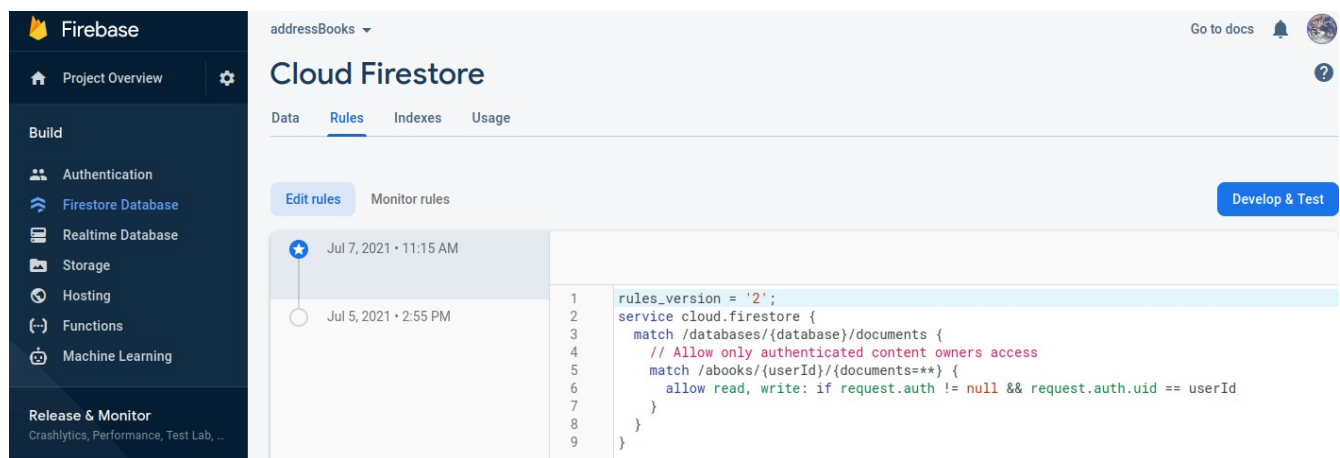 Firebase
addressBooks
Go to docs
Project Overview
Cloud Firestore
Data Rules Indexes Usage
Build
Authentication
Firestore Database
Realtime Database
Storage
Hosting
Functions
Machine Learning
Release & Monitor
Crashlytics, Performance, Test Lab, ...
Edit rules Monitor rules
Develop & Test
Jul 7, 2021 • 11:15 AM
Jul 5, 2021 • 2:55 PM
1 rules_version = '2';
2 service cloud.firestore {
3 match /databases/{database}/documents {
4 // Allow only authenticated content owners access
5 match /abooks/{userId}/{documents=**} {
6 allow read, write: if request.auth != null && request.auth.uid == userId
7 }
8 }
9 }